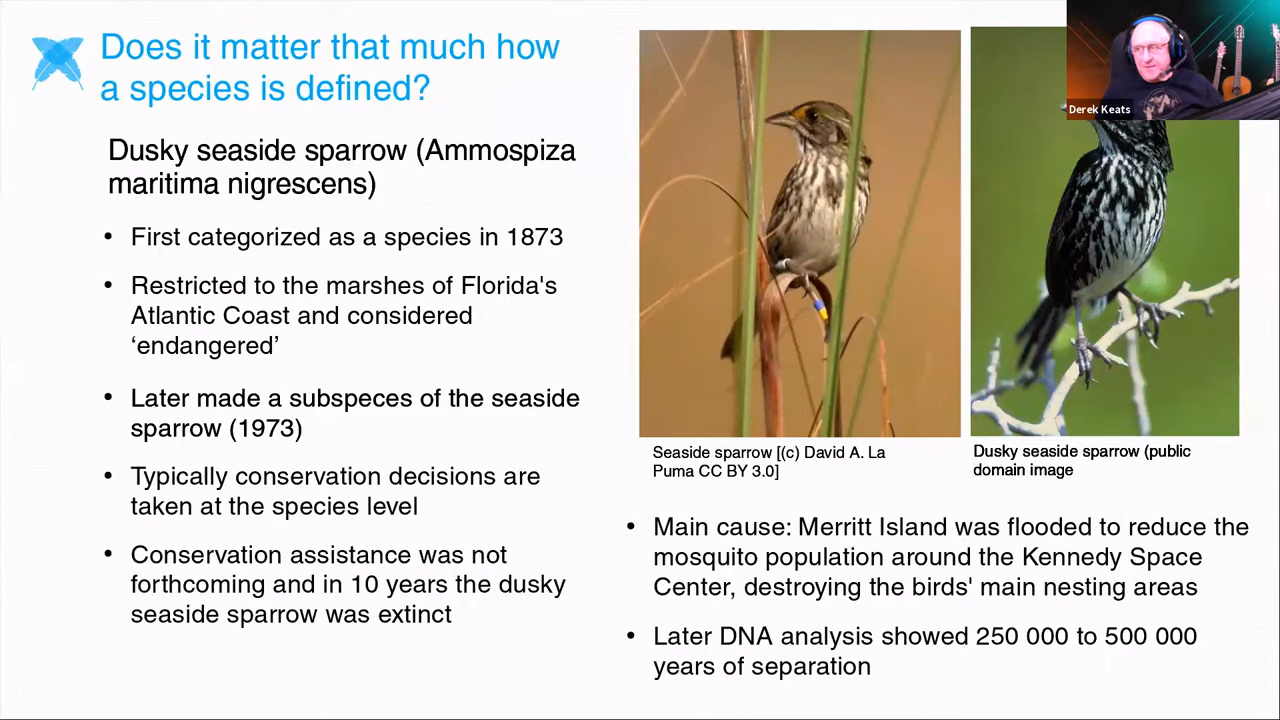 Does it matter that much how
a species is defined?
Dusky seaside sparrow (Ammospiza
maritima nigrescens)
• First categorized as a species in 1873
• Restricted to the marshes of Florida's
Atlantic Coast and considered
‘endangered’
• Later made a subspeces of the seaside
sparrow (1973)
• Typically conservation decisions are
taken at the species level
• Conservation assistance was not
forthcoming and in 10 years the dusky
seaside sparrow was extinct
Derek Keats
Seaside sparrow [(c) David A. La
Puma CC BY 3.0]
Dusky seaside sparrow (public
domain image
• Main cause: Merritt Island was flooded to reduce the
mosquito population around the Kennedy Space
Center, destroying the birds' main nesting areas
• Later DNA analysis showed 250 000 to 500 000
years of separation